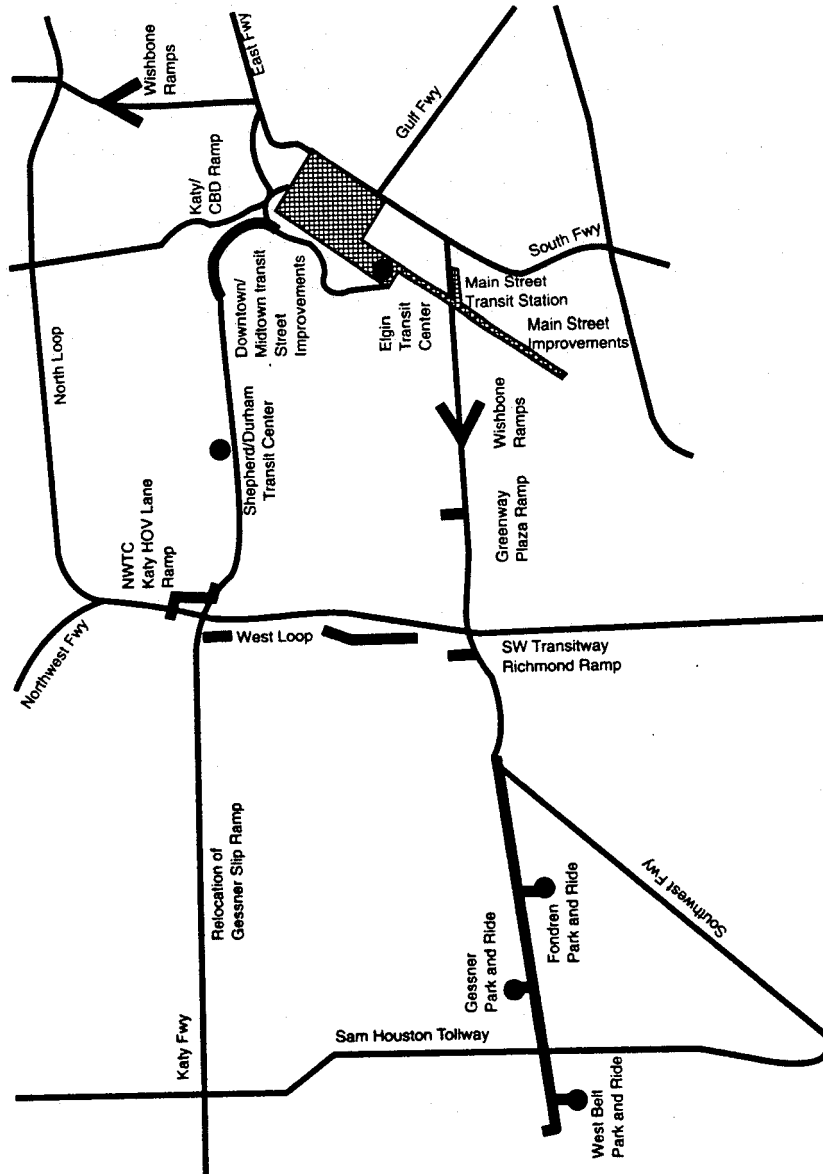 Northwest Fwy
North Loop
Wishbone
Ramps
East Fwy
Katy/
CBD Ramp
NWTC
Katy HOV Lane
Ramp
Katy Fwy
Relocation of
Gessner Slip Ramp
West Loop
Shepherd/Durham
Transit Center
Downtown/
Midtown transit
Street
Improvements
Gulf Fwy
Elgin
Transit
Center
Main Street
Transit Station
Main Street
Improvements
South Fwy
Sam Houston Tollway
Gessner
Park and Ride
Fondren
Park and Ride
West Belt
Park and Ride
Southwest Fwy
SW Transitway
Richmond Ramp
Greenway
Plaza Ramp
Wishbone
Ramps